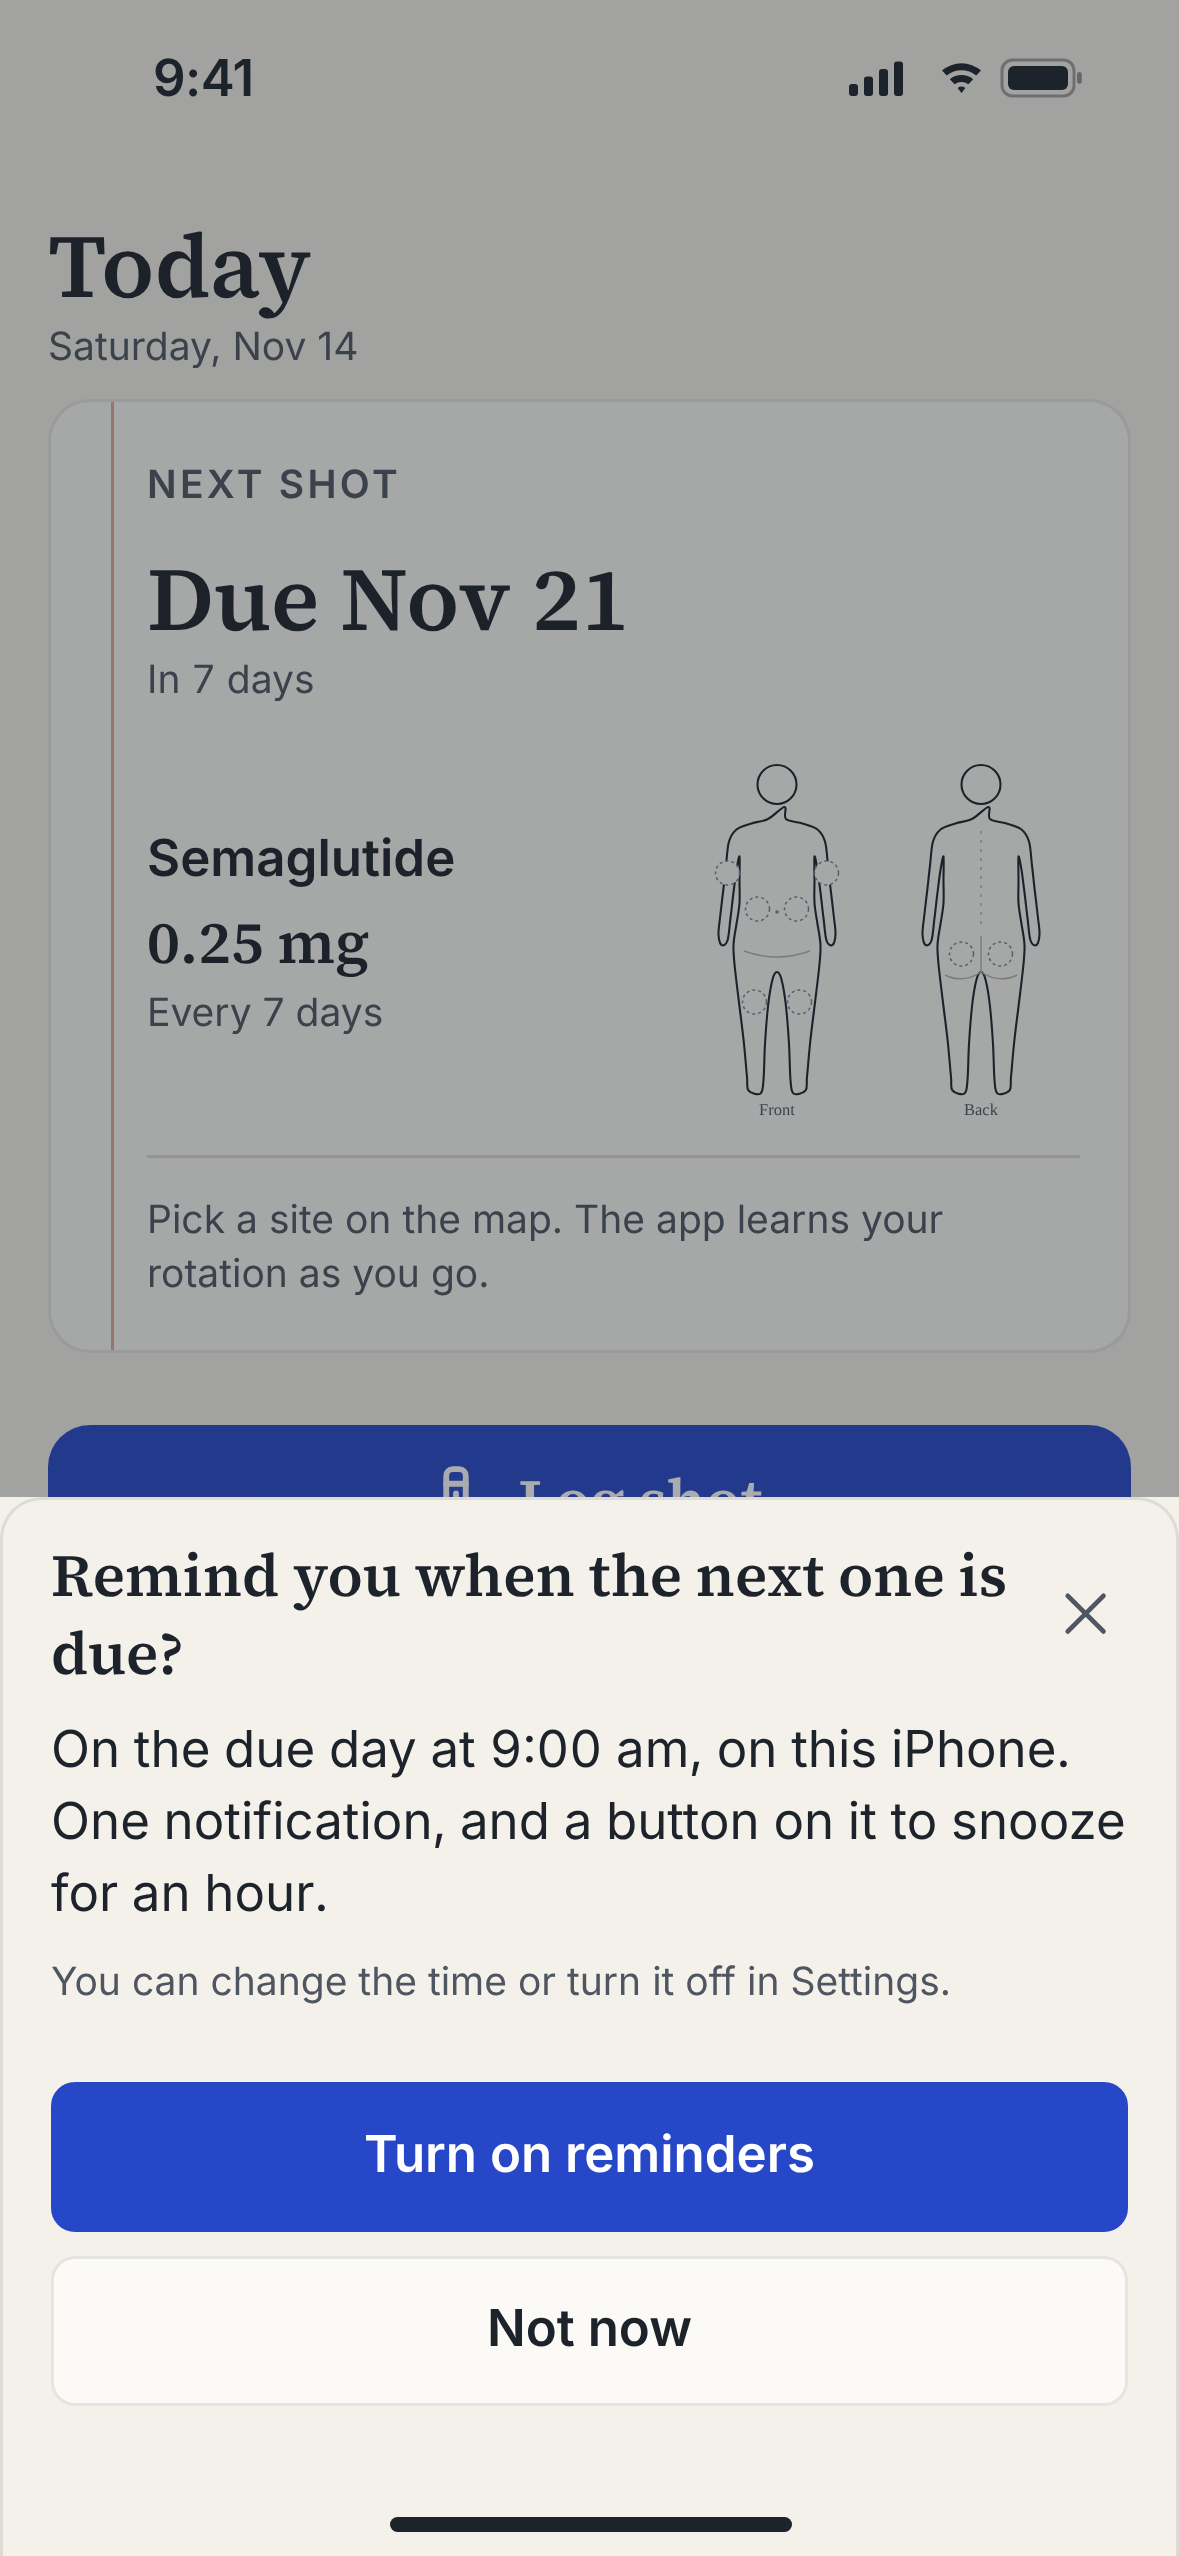 9:41
Today
Saturday, Nov 14
NEXT SHOT
Due Nov 21
In 7 days
Semaglutide
0.25 mg
Every 7 days
Front
Back
Pick a site on the map. The app learns your
rotation as you go.
Log shot
Remind you when the next one is
due?
On the due day at 9:00 am, on this iPhone.
One notification, and a button on it to snooze
for an hour.
You can change the time or turn it off in Settings.
Turn on reminders
Not now